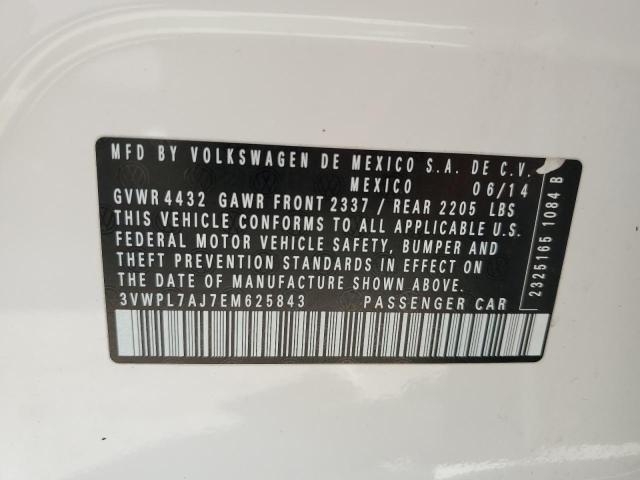 MFD BY VOLKSWAGEN DE MEXICO S.A. DE C.V.
MEXICO 06/14
GVWR 4432 GAWR FRONT 2337 / REAR 2205 LBS
THIS VEHICLE CONFORMS TO ALL APPLICABLE U.S.
FEDERAL MOTOR VEHICLE SAFETY, BUMPER AND
THEFT PREVENTION STANDARDS IN EFFECT ON
THE DATE OF MANUFACTURE SHOWN ABOVE.
3VWPL7AJ7EM625843 PASSENGER CAR
2325165 1084 B